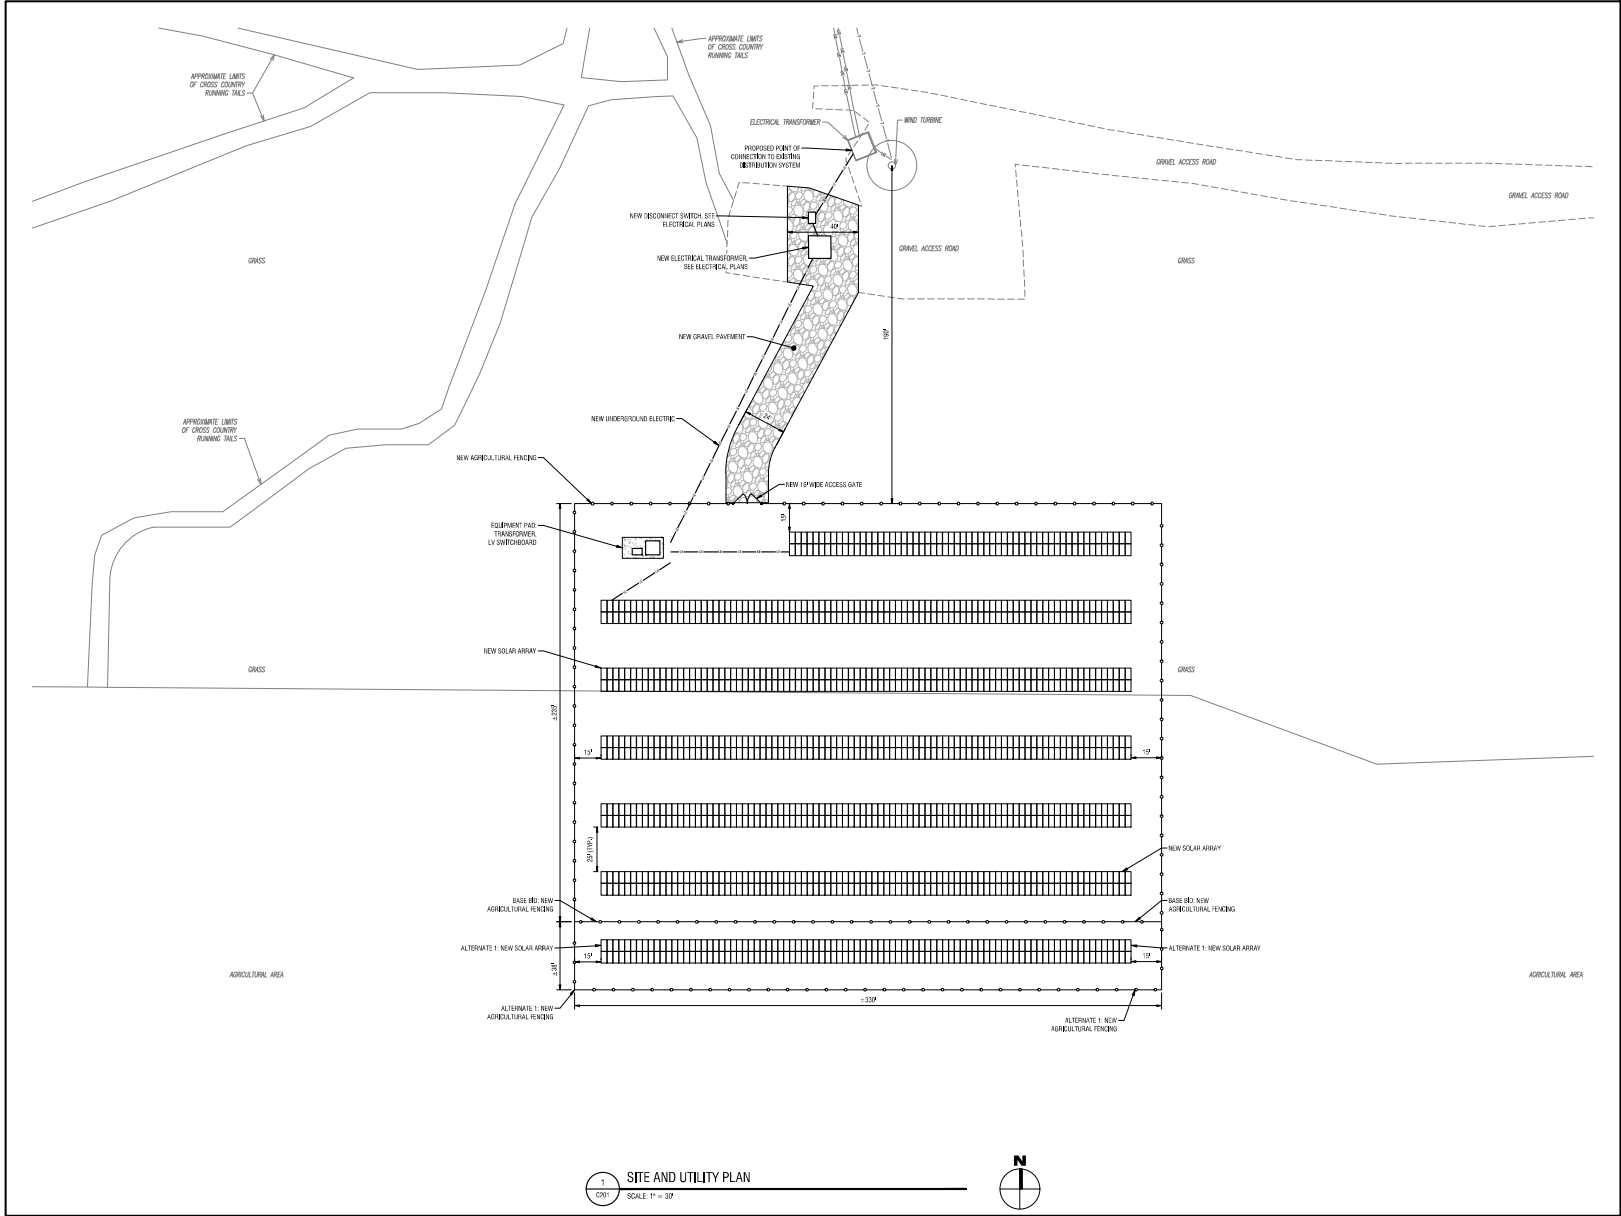 APPROXIMATE LIMITS
OF CROSS COUNTRY
RUNNING TAILS
APPROXIMATE LIMITS
OF CROSS COUNTRY
RUNNING TAILS
ELECTRICAL TRANSFORMER
WIND TURBINE
PROPOSED POINT OF
CONNECTION TO EXISTING
DISTRIBUTION SYSTEM
GRAVEL ACCESS ROAD
GRAVEL ACCESS ROAD
NEW DISCONNECT SWITCH, SEE
ELECTRICAL PLANS
40'
GRAVEL ACCESS ROAD
GRASS
NEW ELECTRICAL TRANSFORMER,
SEE ELECTRICAL PLANS
GRASS
190'
NEW GRAVEL PAVEMENT
24'
NEW UNDERGROUND ELECTRIC
APPROXIMATE LIMITS
OF CROSS COUNTRY
RUNNING TAILS
NEW AGRICULTURAL FENCING
NEW 16' WIDE ACCESS GATE
15'
EQUIPMENT PAD:
TRANSFORMER,
LV SWITCHBOARD
NEW SOLAR ARRAY
GRASS
GRASS
15'
15'
25' (TYP.)
NEW SOLAR ARRAY
BASE BID: NEW
AGRICULTURAL FENCING
BASE BID: NEW
AGRICULTURAL FENCING
ALTERNATE 1: NEW SOLAR ARRAY
ALTERNATE 1: NEW SOLAR ARRAY
15'
15'
±38'
AGRICULTURAL AREA
AGRICULTURAL AREA
±330'
ALTERNATE 1: NEW
AGRICULTURAL FENCING
ALTERNATE 1: NEW
AGRICULTURAL FENCING
N
1
C201
SITE AND UTILITY PLAN
SCALE: 1" = 30'